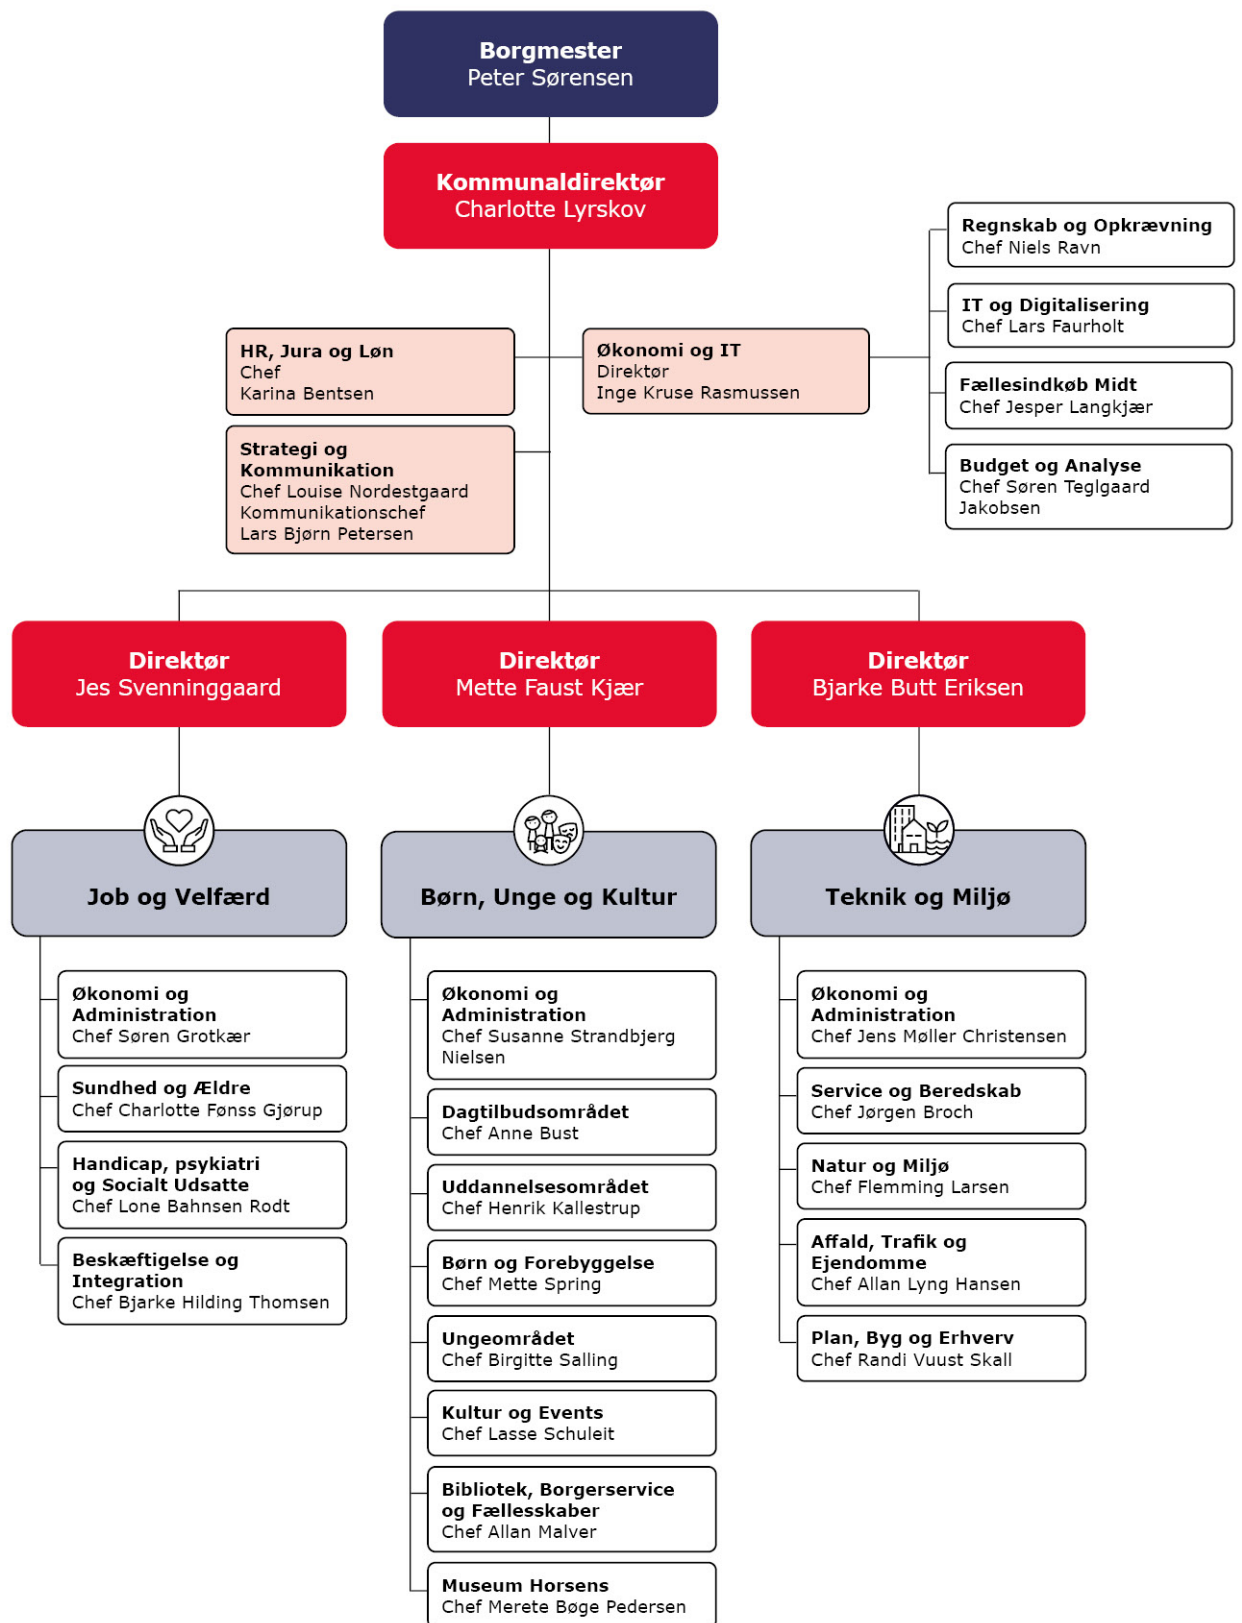 Borgmester
Peter Sørensen
Kommunaldirektør
Charlotte Lyrskov
Regnskab og Opkrævning
Chef Niels Ravn
IT og Digitalisering
Chef Lars Faurholt
Fællesindkøb Midt
Chef Jesper Langkjær
Budget og Analyse
Chef Søren Teglgaard
Jakobsen
HR, Jura og Løn
Chef
Karina Bentsen
Økonomi og IT
Direktør
Inge Kruse Rasmussen
Strategi og
Kommunikation
Chef Louise Nordestgaard
Kommunikationschef
Lars Bjørn Petersen
Direktør
Jes Svenninggaard
Direktør
Mette Faust Kjær
Direktør
Bjarke Butt Eriksen
Job og Velfærd
Økonomi og
Administration
Chef Søren Grotkær
Sundhed og Ældre
Chef Charlotte Fønss Gjørup
Handicap, psykiatri
og Socialt Udsatte
Chef Lone Bahnsen Rodt
Beskæftigelse og
Integration
Chef Bjarke Hilding Thomsen
Børn, Unge og Kultur
Økonomi og
Administration
Chef Susanne Strandbjerg
Nielsen
Dagtilbudsområdet
Chef Anne Bust
Uddannelsesområdet
Chef Henrik Kallestrup
Børn og Forebyggelse
Chef Mette Spring
Ungeområdet
Chef Birgitte Salling
Kultur og Events
Chef Lasse Schuleit
Bibliotek, Borgerservice
og Fællesskaber
Chef Allan Malver
Museum Horsens
Chef Merete Bøge Pedersen
Teknik og Miljø
Økonomi og
Administration
Chef Jens Møller Christensen
Service og Beredskab
Chef Jørgen Broch
Natur og Miljø
Chef Flemming Larsen
Affald, Trafik og
Ejendomme
Chef Allan Lyng Hansen
Plan, Byg og Erhverv
Chef Randi Vuust Skall